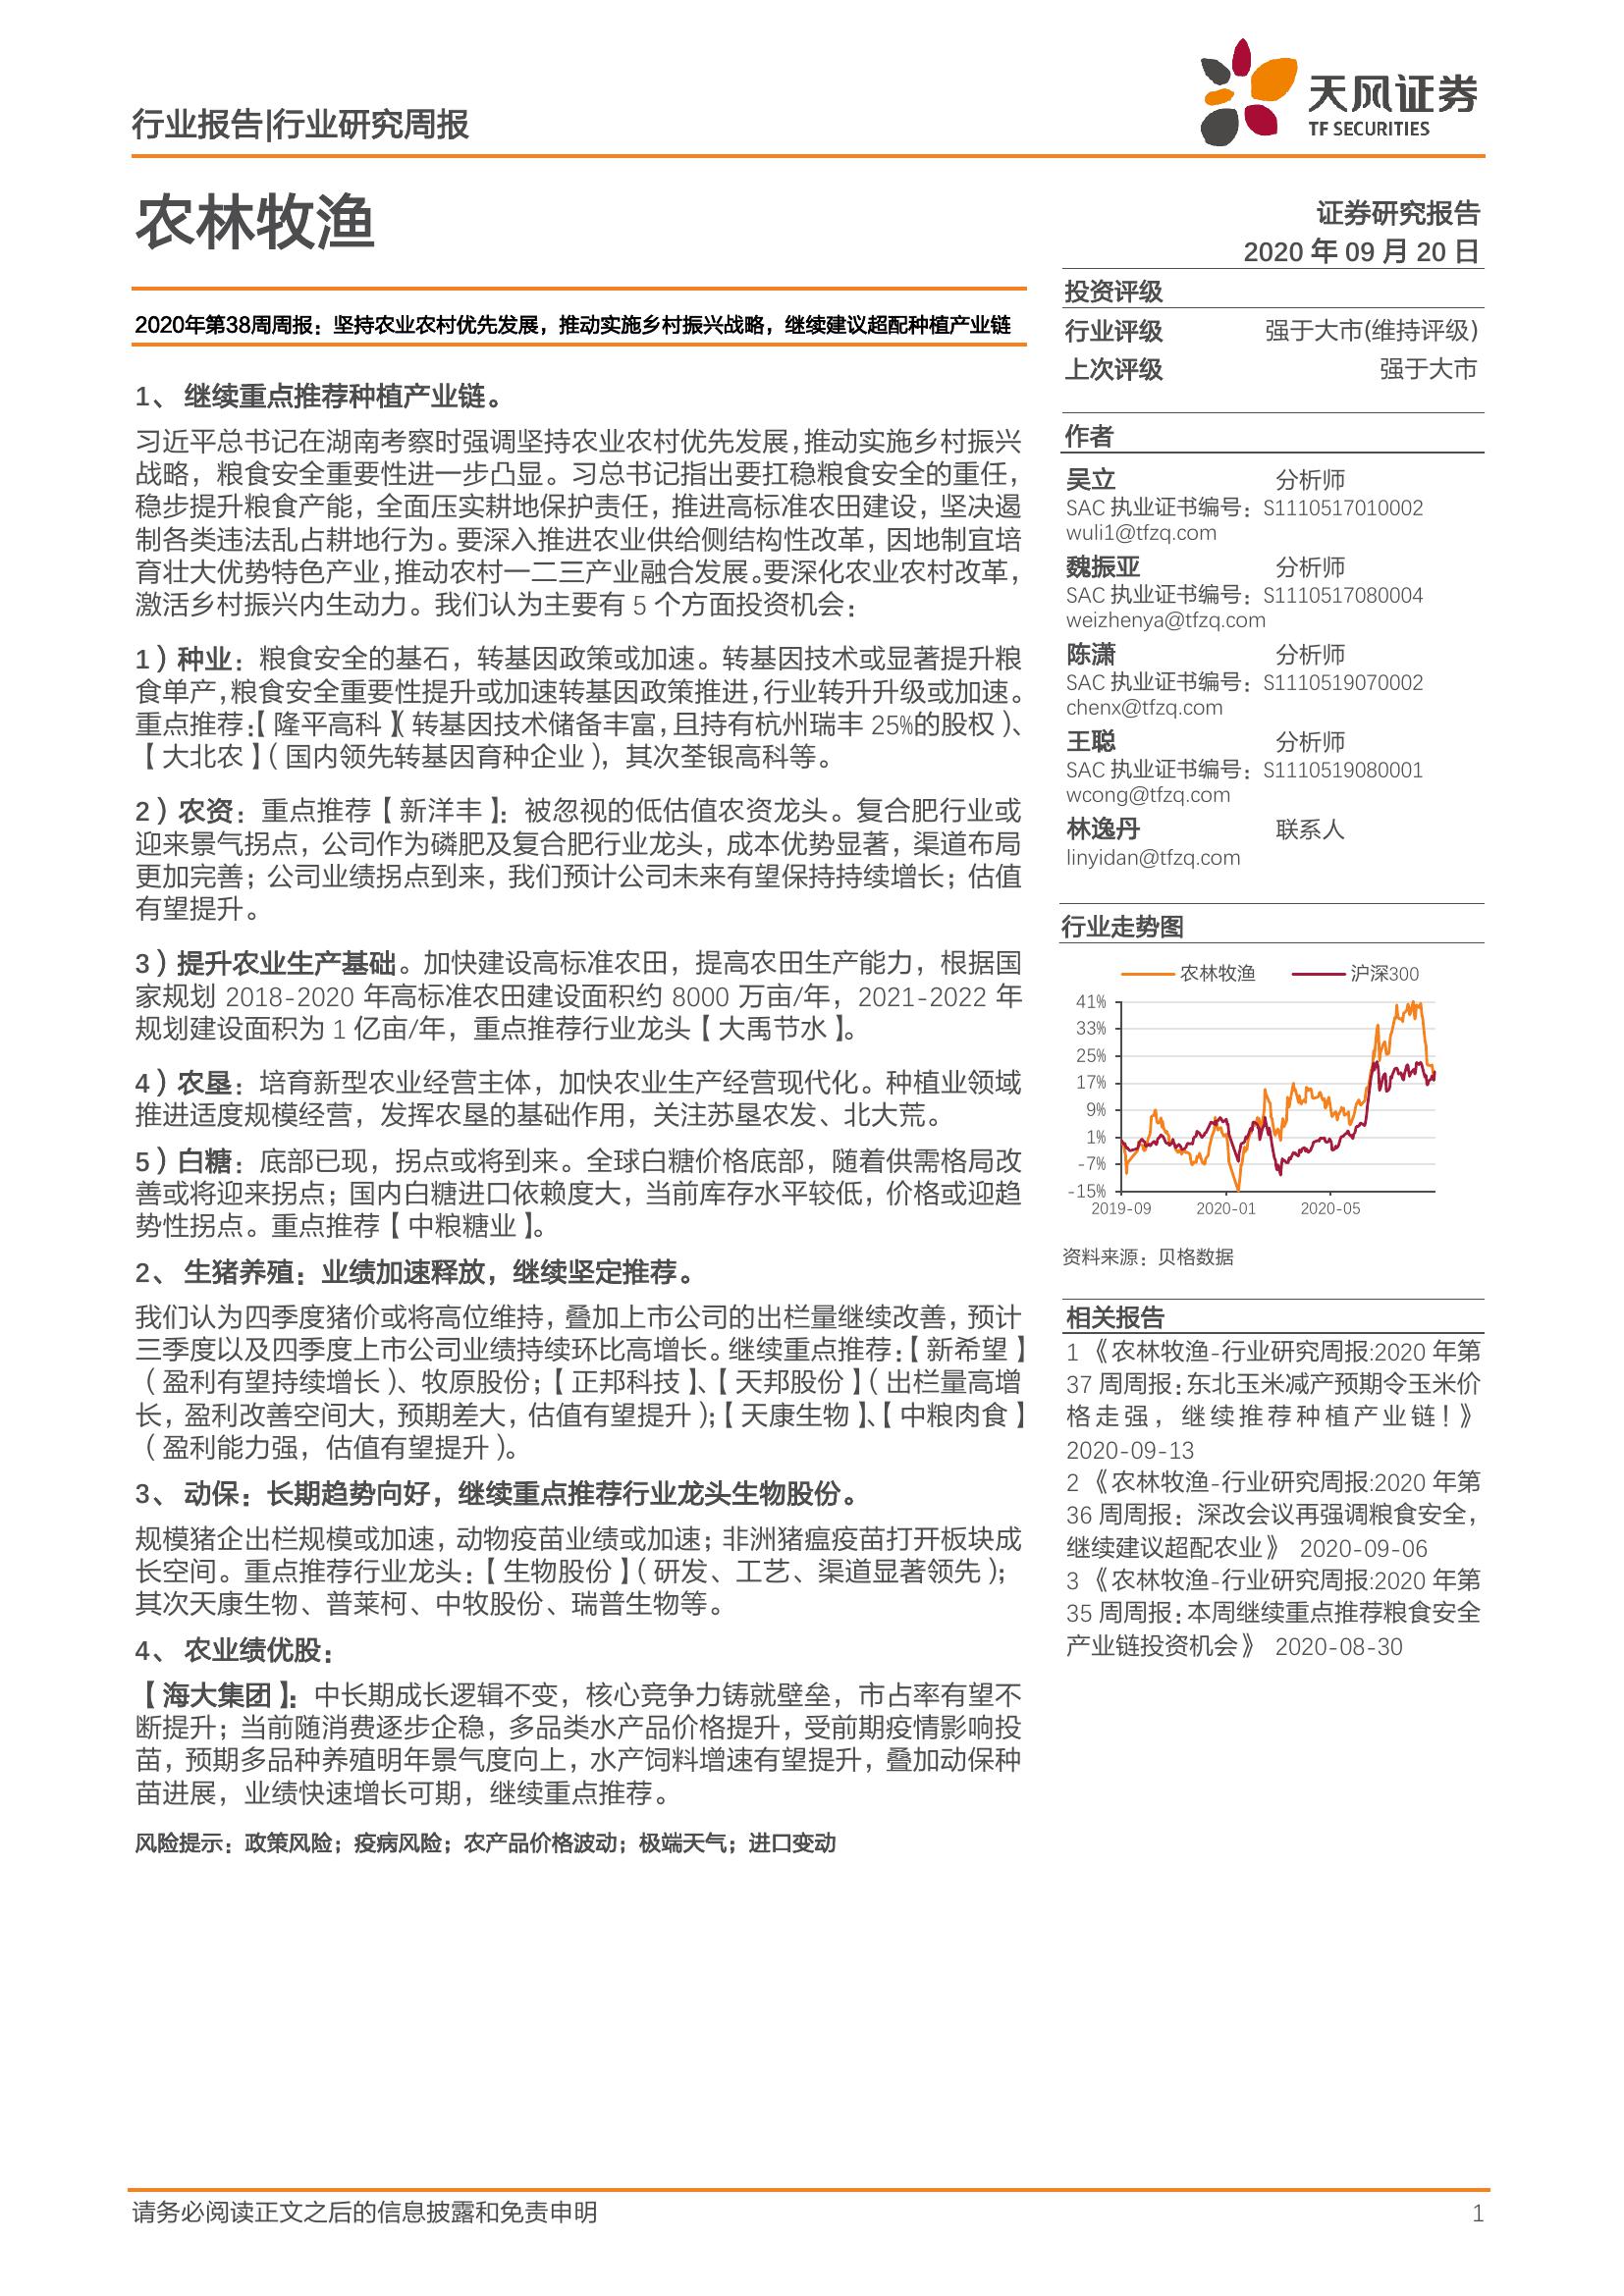 行业报告|行业研究周报
天风证券
TF SECURITIES
农林牧渔
证券研究报告
2020 年 09 月 20 日
2020年第38周周报：坚持农业农村优先发展，推动实施乡村振兴战略，继续建议超配种植产业链
1、 继续重点推荐种植产业链。
习近平总书记在湖南考察时强调坚持农业农村优先发展，推动实施乡村振兴
战略，粮食安全重要性进一步凸显。习总书记指出要扛稳粮食安全的重任，
稳步提升粮食产能，全面压实耕地保护责任，推进高标准农田建设，坚决遏
制各类违法乱占耕地行为。要深入推进农业供给侧结构性改革，因地制宜培
育壮大优势特色产业，推动农村一二三产业融合发展。要深化农业农村改革，
激活乡村振兴内生动力。我们认为主要有 5 个方面投资机会：
1）种业：粮食安全的基石，转基因政策或加速。转基因技术或显著提升粮
食单产，粮食安全重要性提升或加速转基因政策推进，行业转升升级或加速。
重点推荐：【隆平高科】（转基因技术储备丰富，且持有杭州瑞丰 25%的股权）、
【大北农】（国内领先转基因育种企业），其次荃银高科等。
2）农资：重点推荐【新洋丰】：被忽视的低估值农资龙头。复合肥行业或
迎来景气拐点，公司作为磷肥及复合肥行业龙头，成本优势显著，渠道布局
更加完善；公司业绩拐点到来，我们预计公司未来有望保持持续增长；估值
有望提升。
3）提升农业生产基础。加快建设高标准农田，提高农田生产能力，根据国
家规划 2018-2020 年高标准农田建设面积约 8000 万亩/年，2021-2022 年
规划建设面积为 1 亿亩/年，重点推荐行业龙头【大禹节水】。
4）农垦：培育新型农业经营主体，加快农业生产经营现代化。种植业领域
推进适度规模经营，发挥农垦的基础作用，关注苏垦农发、北大荒。
5）白糖：底部已现，拐点或将到来。全球白糖价格底部，随着供需格局改
善或将迎来拐点；国内白糖进口依赖度大，当前库存水平较低，价格或迎趋
势性拐点。重点推荐【中粮糖业】。
2、 生猪养殖：业绩加速释放，继续坚定推荐。
我们认为四季度猪价或将高位维持，叠加上市公司的出栏量继续改善，预计
三季度以及四季度上市公司业绩持续环比高增长。继续重点推荐：【新希望】
（盈利有望持续增长）、牧原股份；【正邦科技】、【天邦股份】（出栏量高增
长，盈利改善空间大，预期差大，估值有望提升）；【天康生物】、【中粮肉食】
（盈利能力强，估值有望提升）。
3、 动保：长期趋势向好，继续重点推荐行业龙头生物股份。
规模猪企出栏规模或加速，动物疫苗业绩或加速；非洲猪瘟疫苗打开板块成
长空间。重点推荐行业龙头：【生物股份】（研发、工艺、渠道显著领先）；
其次天康生物、普莱柯、中牧股份、瑞普生物等。
4、 农业绩优股：
【海大集团】：中长期成长逻辑不变，核心竞争力铸就壁垒，市占率有望不
断提升；当前随消费逐步企稳，多品类水产品价格提升，受前期疫情影响投
苗，预期多品种养殖明年景气度向上，水产饲料增速有望提升，叠加动保种
苗进展，业绩快速增长可期，继续重点推荐。
风险提示：政策风险；疫病风险；农产品价格波动；极端天气；进口变动
投资评级
行业评级 强于大市(维持评级)
上次评级 强于大市
作者
吴立 分析师
SAC 执业证书编号：S1110517010002
wuli1@tfzq.com
魏振亚 分析师
SAC 执业证书编号：S1110517080004
weizhenya@tfzq.com
陈潇 分析师
SAC 执业证书编号：S1110519070002
chenx@tfzq.com
王聪 分析师
SAC 执业证书编号：S1110519080001
wcong@tfzq.com
林逸丹 联系人
linyidan@tfzq.com
行业走势图
农林牧渔 沪深300
41%
33%
25%
17%
9%
1%
-7%
-15%
2019-09 2020-01 2020-05
资料来源：贝格数据
相关报告
1 《农林牧渔-行业研究周报:2020 年第
37 周周报：东北玉米减产预期令玉米价
格走强，继续推荐种植产业链！》
2020-09-13
2 《农林牧渔-行业研究周报:2020 年第
36 周周报：深改会议再强调粮食安全，
继续建议超配农业》 2020-09-06
3 《农林牧渔-行业研究周报:2020 年第
35 周周报：本周继续重点推荐粮食安全
产业链投资机会》 2020-08-30
请务必阅读正文之后的信息披露和免责申明
1